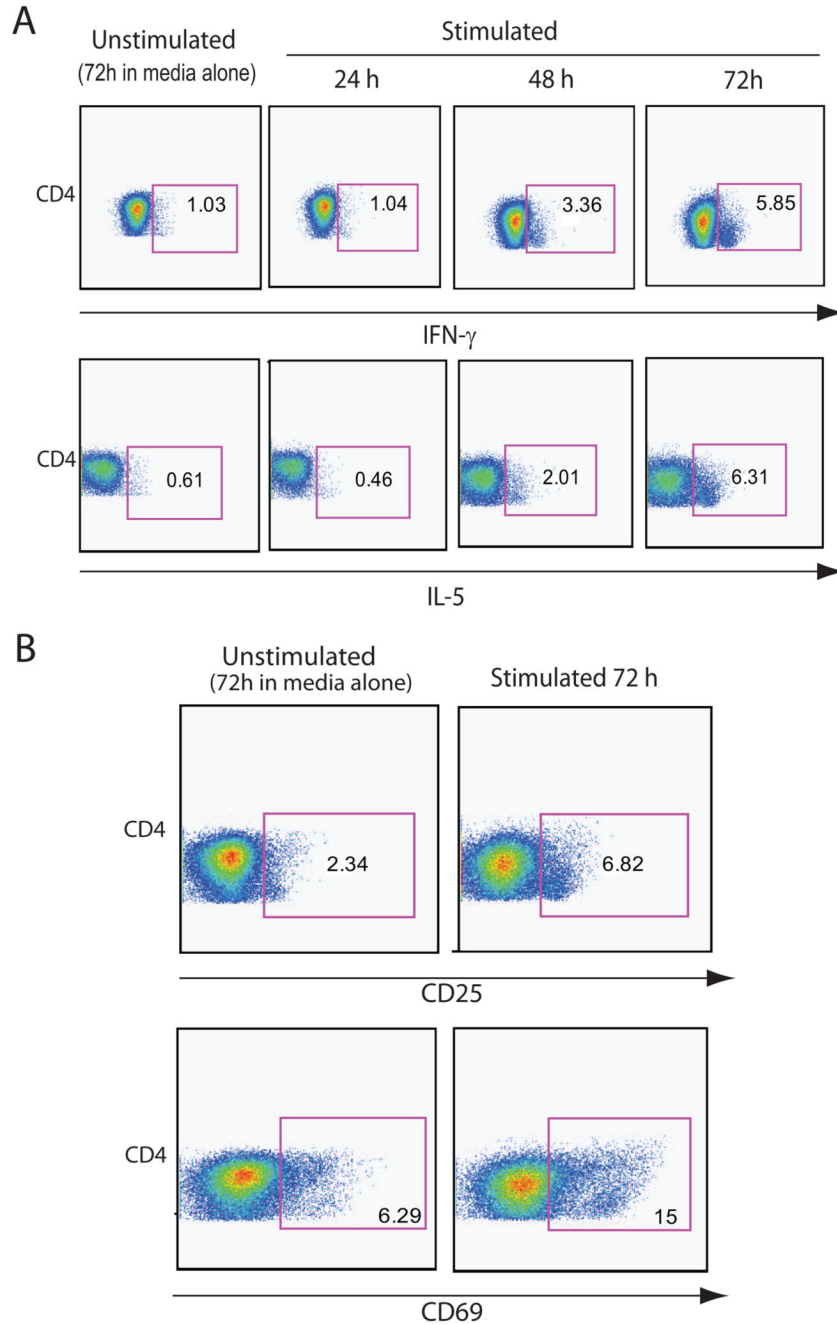 A
Unstimulated
(72h in media alone)
Stimulated
24 h
48 h
72h
CD4
1.03
1.04
3.36
5.85
IFN-γ
CD4
0.61
0.46
2.01
6.31
IL-5
B
Unstimulated
(72h in media alone)
Stimulated 72 h
CD4
2.34
6.82
CD25
CD4
6.29
15
CD69